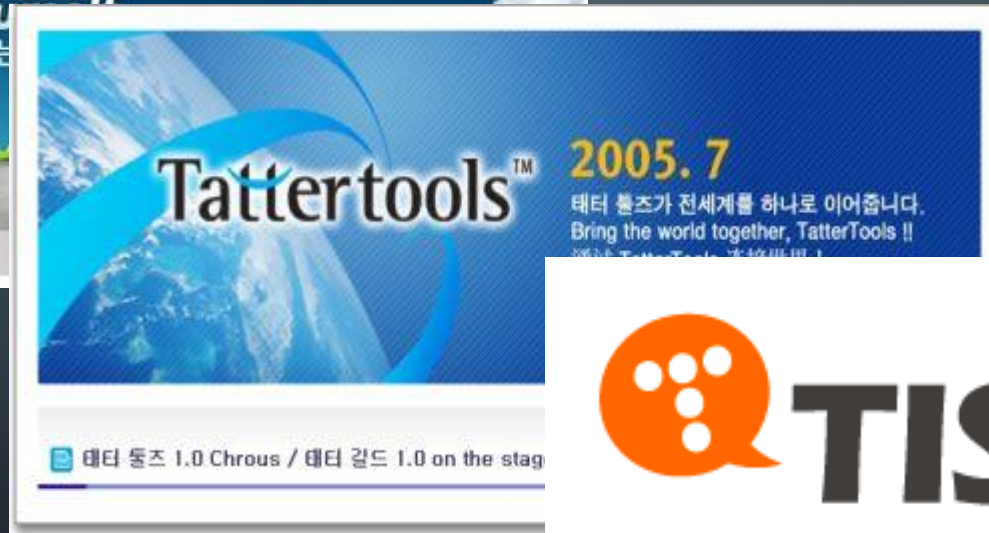 Tattertools™
2005. 7
태터 툴즈가 전세계를 하나로 이어줍니다.
Bring the world together, TatterTools !!
태터 툴즈 1.0 Chrous / 태터 길드 1.0 on the stag
TIS